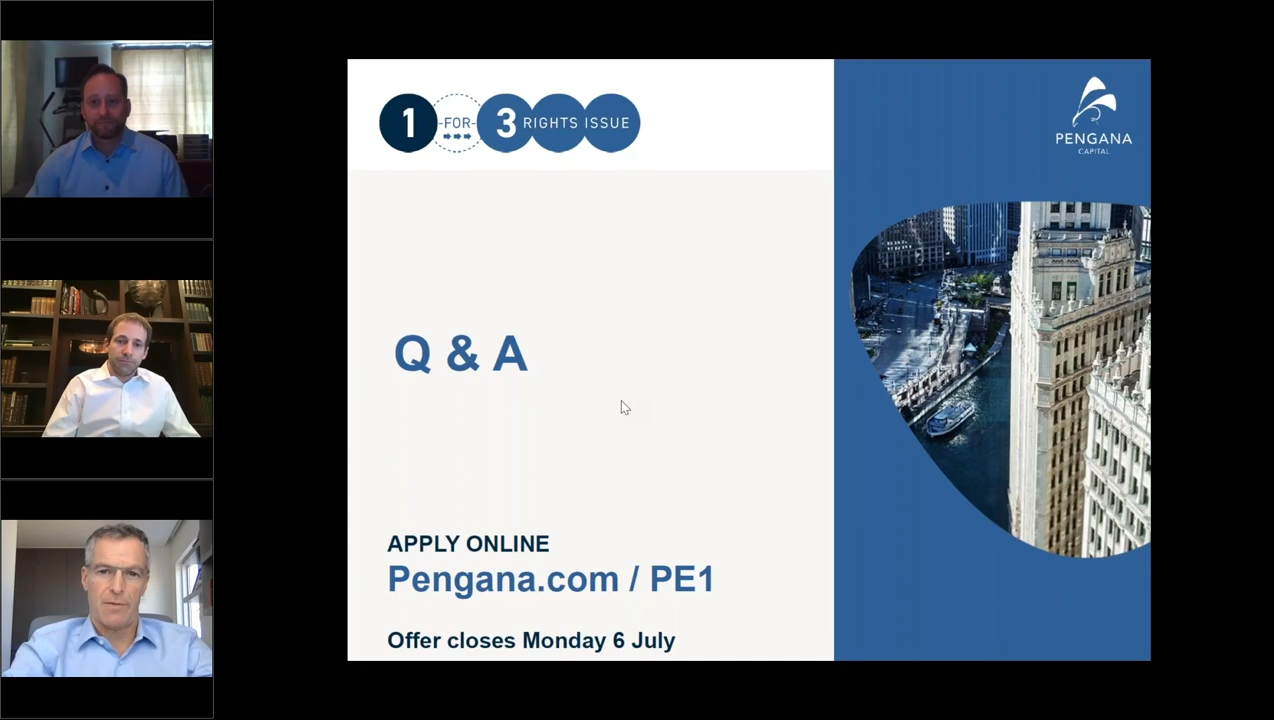 1 -FOR- 3 RIGHTS ISSUE
PENGANA
CAPITAL
Q & A
APPLY ONLINE
Pengana.com / PE1
Offer closes Monday 6 July